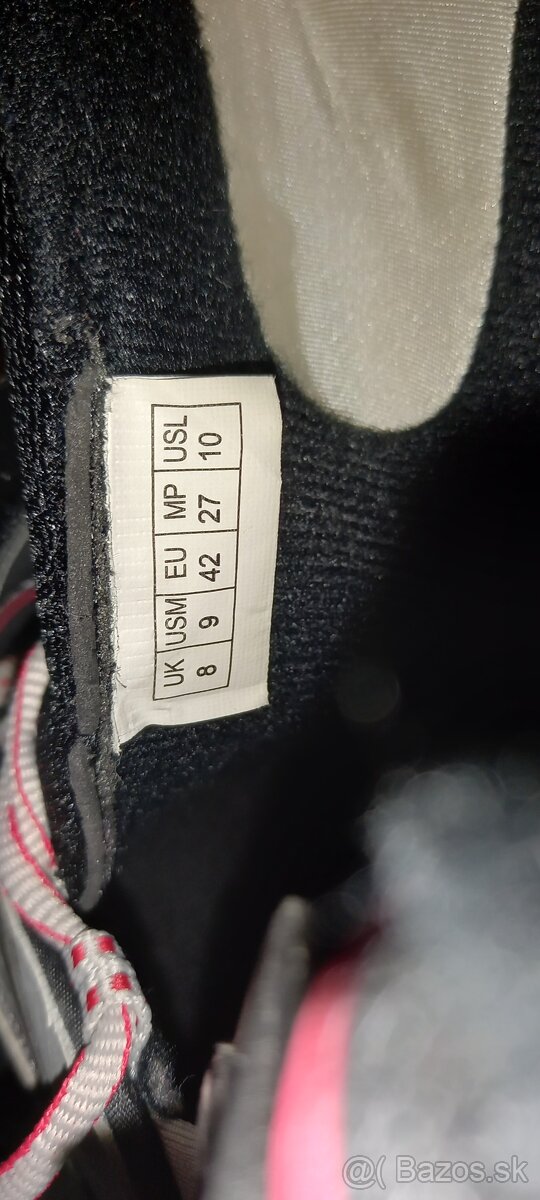 UK USM EU MP USL
8 9 42 27 10
@( Bazos.sk